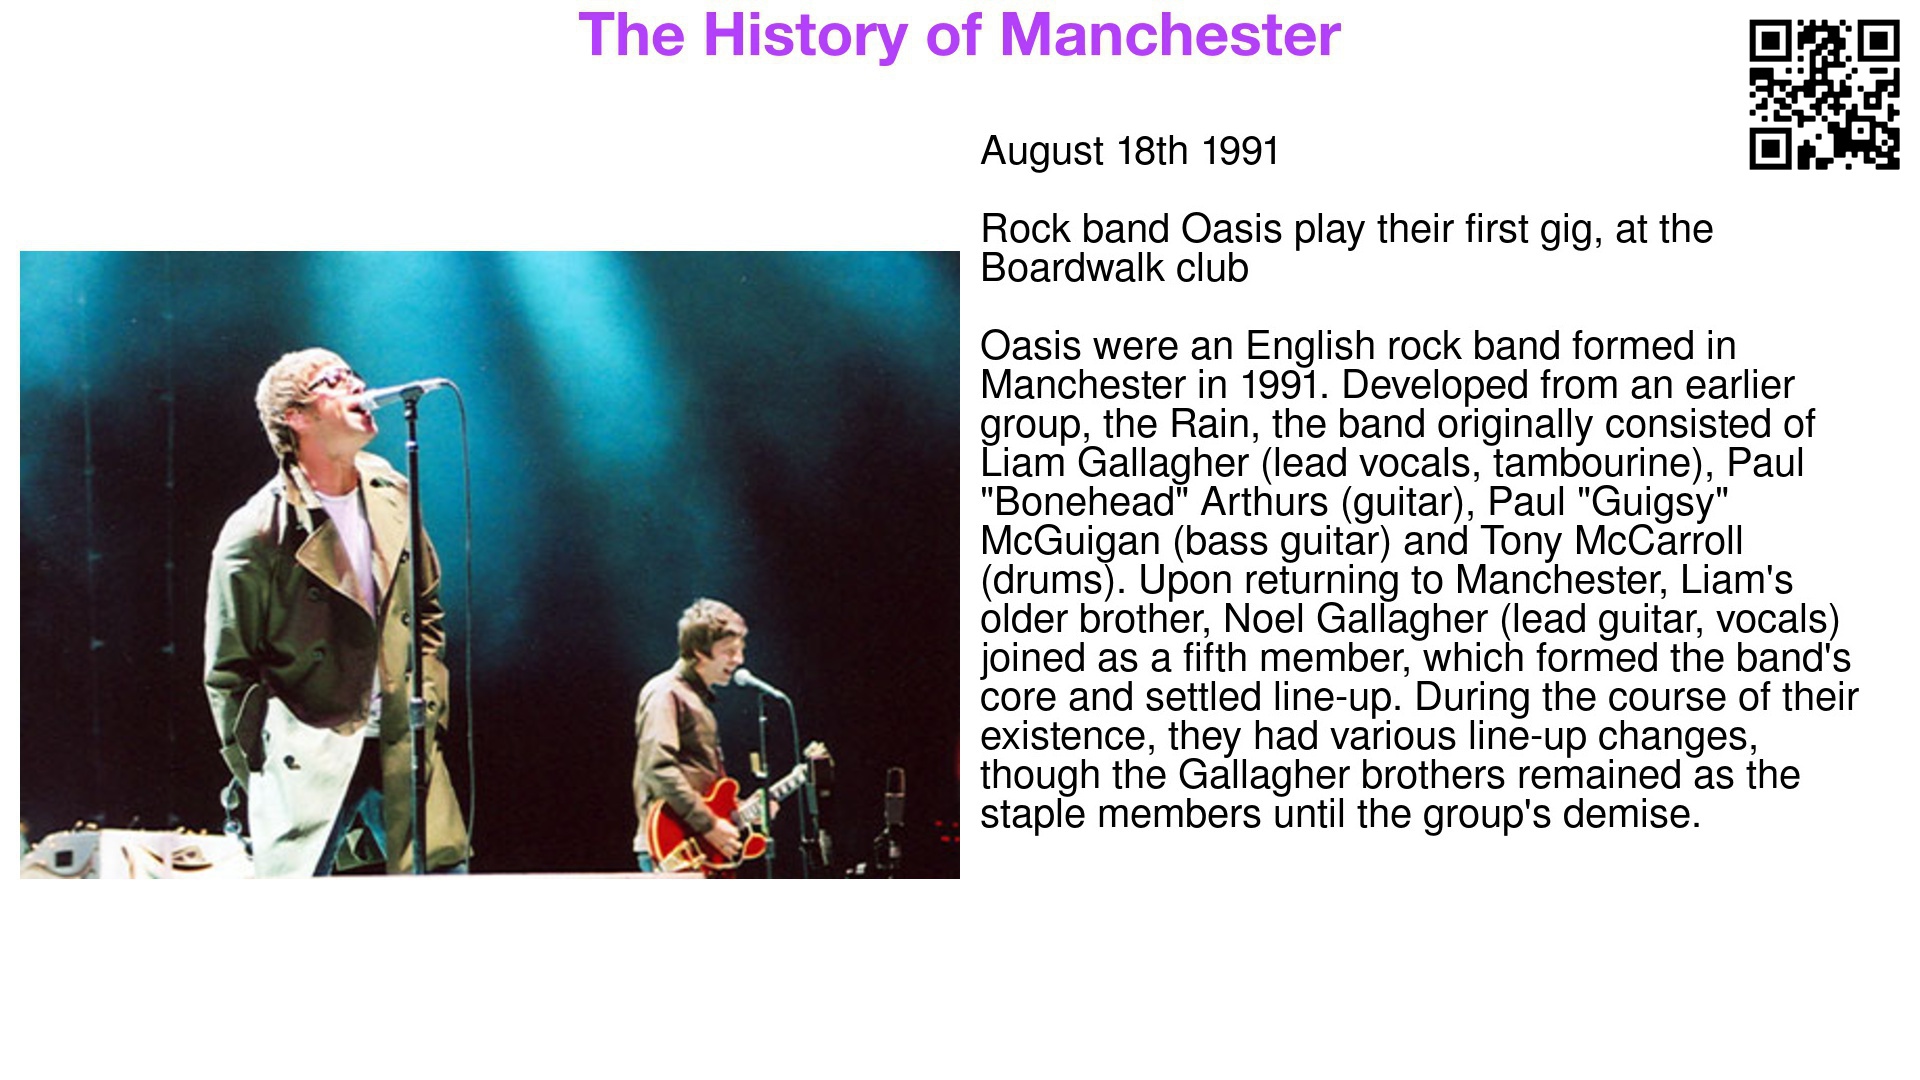 The History of Manchester
August 18th 1991
Rock band Oasis play their first gig, at the
Boardwalk club
Oasis were an English rock band formed in
Manchester in 1991. Developed from an earlier
group, the Rain, the band originally consisted of
Liam Gallagher (lead vocals, tambourine), Paul
"Bonehead" Arthurs (guitar), Paul "Guigsy"
McGuigan (bass guitar) and Tony McCarroll
(drums). Upon returning to Manchester, Liam's
older brother, Noel Gallagher (lead guitar, vocals)
joined as a fifth member, which formed the band's
core and settled line-up. During the course of their
existence, they had various line-up changes,
though the Gallagher brothers remained as the
staple members until the group's demise.